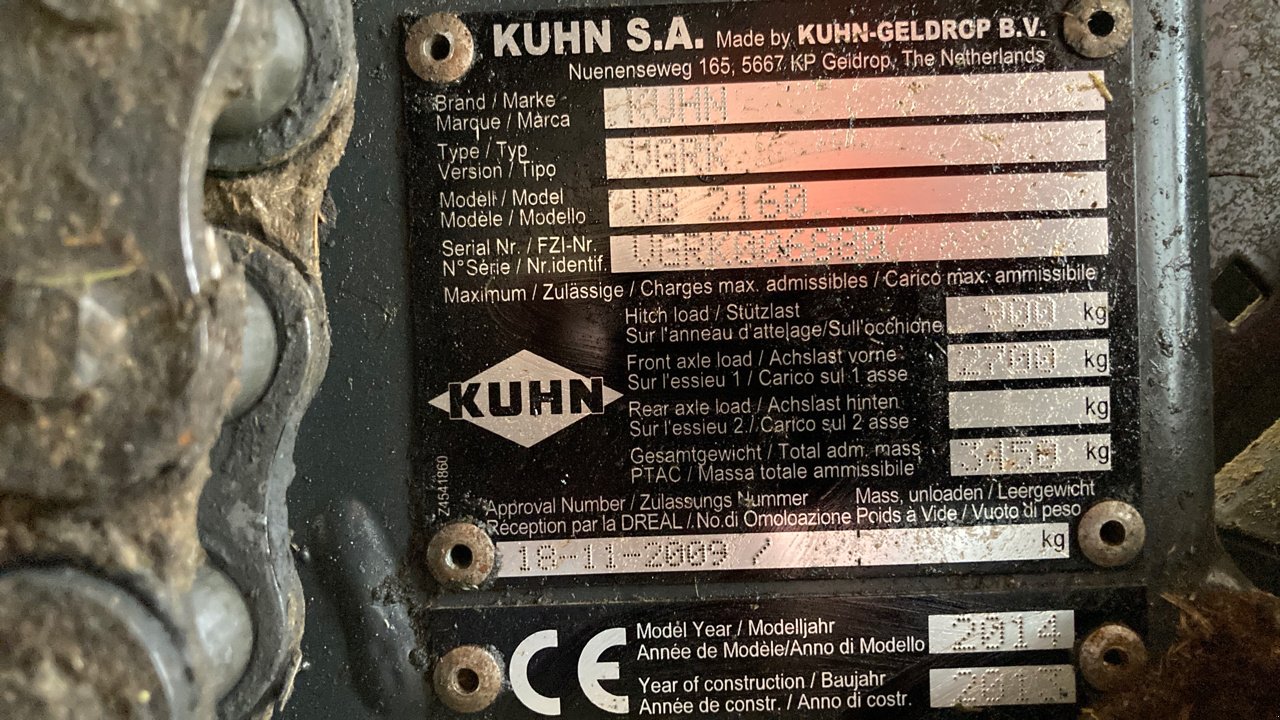 KUHN S.A. Made by KUHN-GELDROP B.V.
Nuenenseweg 165, 5667 KP Geldrop, The Netherlands
Brand / Marke
Marque / Marca
KUHN
Type / Typ
Version / Tipo
VBRK
Modell / Model
Modèle / Modello
VB 2160
Serial Nr. / FZI-Nr.
N°Série / Nr.identif.
Maximum / Zulässige / Charges max. admissibles / Carico max. ammissibile
Hitch load / Stützlast
Sur l'anneau d'attelage/Sull'occhione
900 kg
Front axle load / Achslast vorne
Sur l'essieu 1 / Carico sul 1 asse
2700 kg
Rear axle load / Achslast hinten
Sur l'essieu 2 / Carico sul 2 asse
kg
Gesamtgewicht / Total adm. mass
PTAC / Massa totale ammissibile
3450 kg
KUHN
Z4541860
Approval Number / Zulassungs Nummer
Réception par la DREAL / No.di Omoloazione
Mass, unloaden / Leergewicht
Poids à Vide / Vuoto di peso
18-11-2009 / kg
CE
Model Year / Modelljahr
Année de Modèle/Anno di Modello
2014
Year of construction / Baujahr
Année de constr. / Anno di costr.